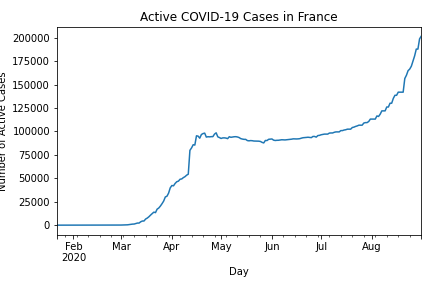 Active COVID-19 Cases in France
Number of Active Cases
200000
175000
150000
125000
100000
75000
50000
25000
0
Feb Mar Apr May Jun Jul Aug
2020
Day